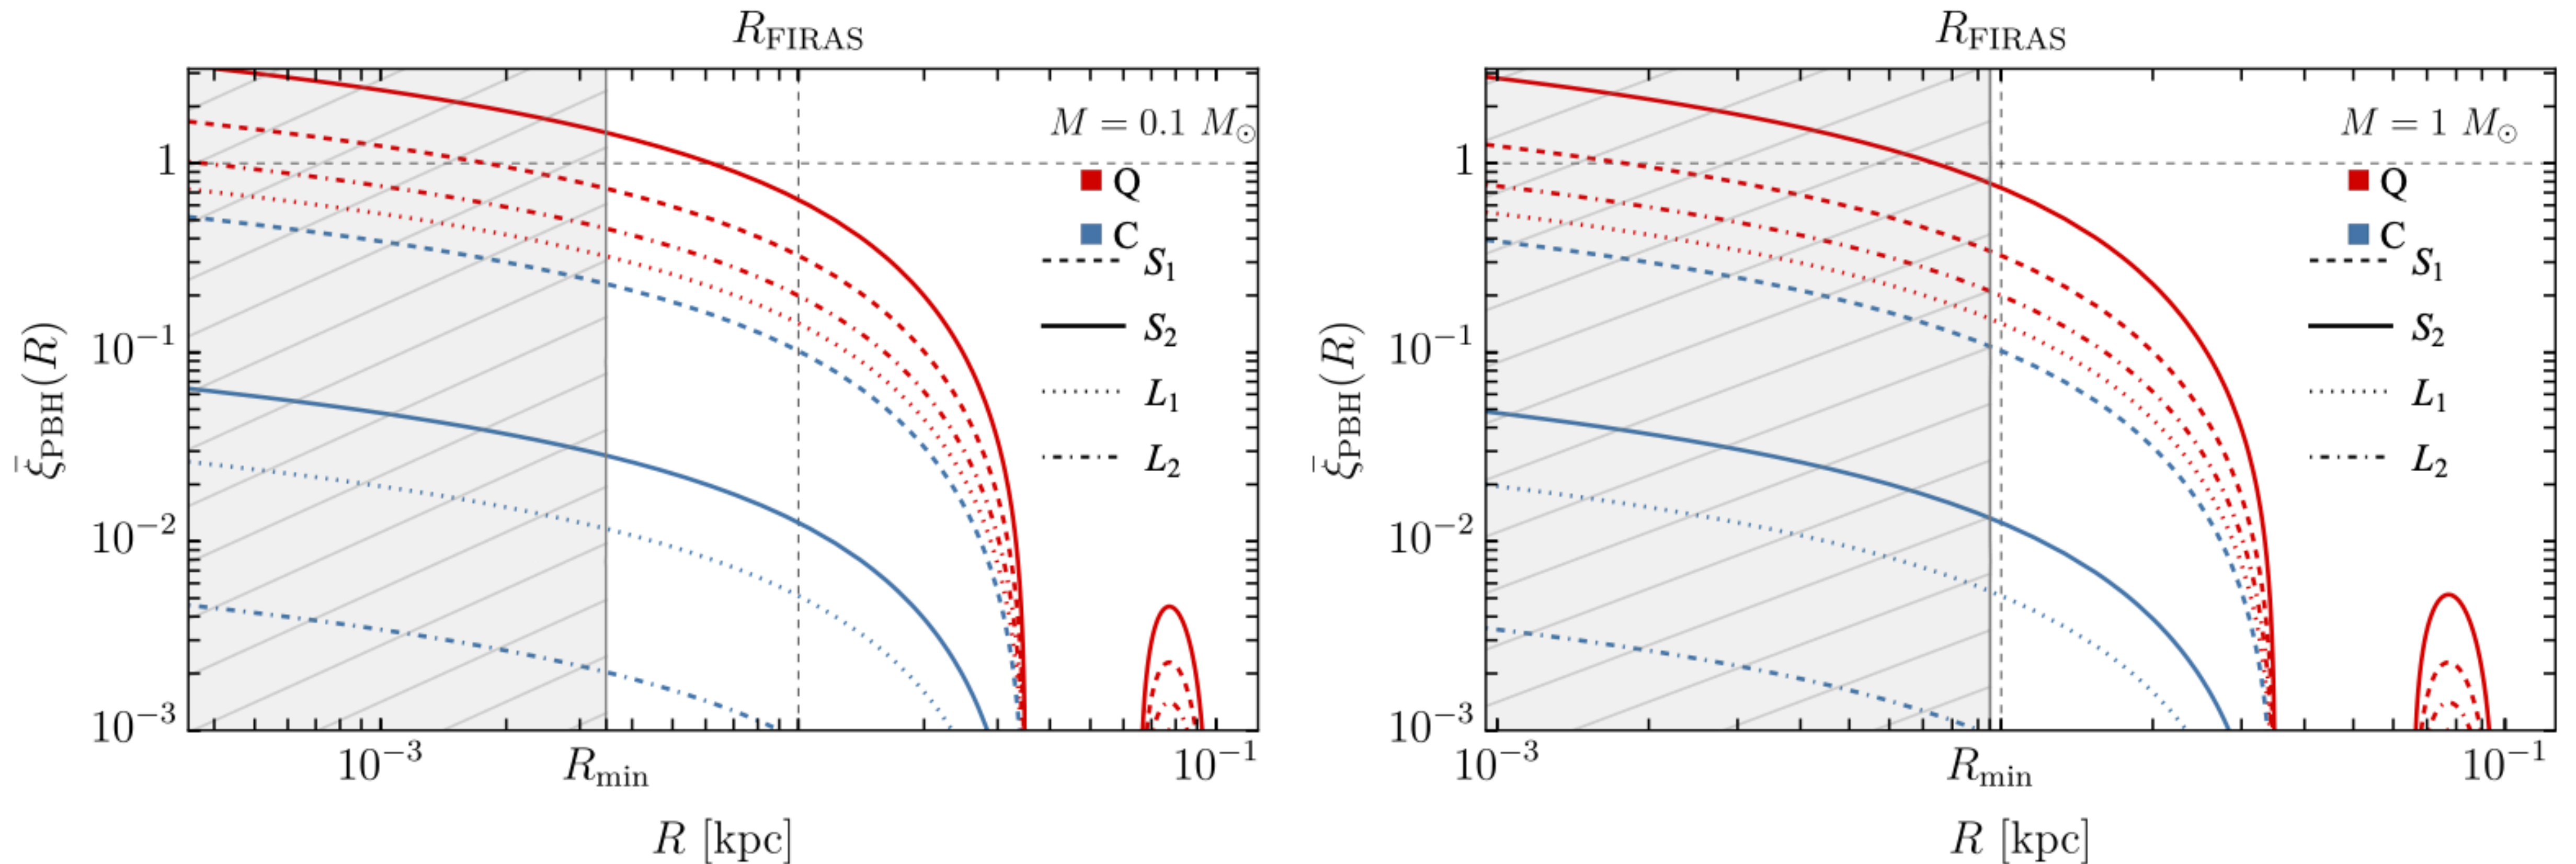 R_FIRAS
M = 0.1 M_⊙
Q
C
S_1
S_2
L_1
L_2
1
10^{-1}
10^{-2}
10^{-3}
\bar{ξ}_PBH(R)
10^{-3}
R_min
10^{-1}
R [kpc]
R_FIRAS
M = 1 M_⊙
Q
C
S_1
S_2
L_1
L_2
1
10^{-1}
10^{-2}
10^{-3}
\bar{ξ}_PBH(R)
10^{-3}
R_min
10^{-1}
R [kpc]